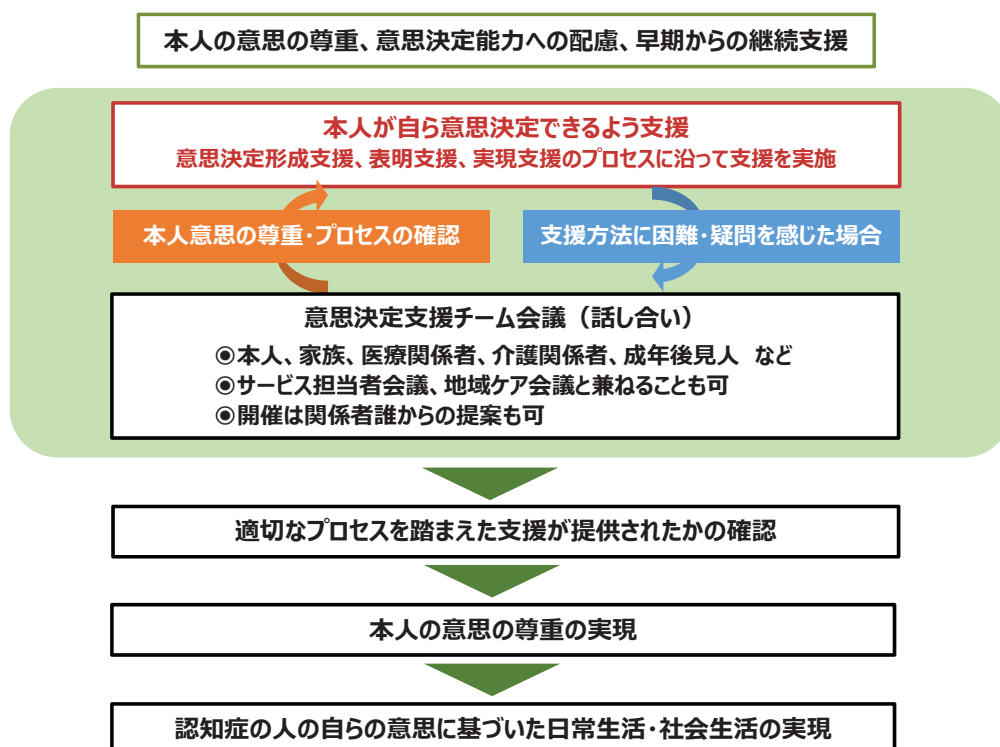 本人の意思の尊重、意思決定能力への配慮、早期からの継続支援
本人が自ら意思決定できるよう支援
意思決定形成支援、表明支援、実現支援のプロセスに沿って支援を実施
本人意思の尊重・プロセスの確認
支援方法に困難・疑問を感じた場合
意思決定支援チーム会議（話し合い）
◉本人、家族、医療関係者、介護関係者、成年後見人 など
◉サービス担当者会議、地域ケア会議と兼ねることも可
◉開催は関係者誰からの提案も可
適切なプロセスを踏まえた支援が提供されたかの確認
本人の意思の尊重の実現
認知症の人の自らの意思に基づいた日常生活・社会生活の実現